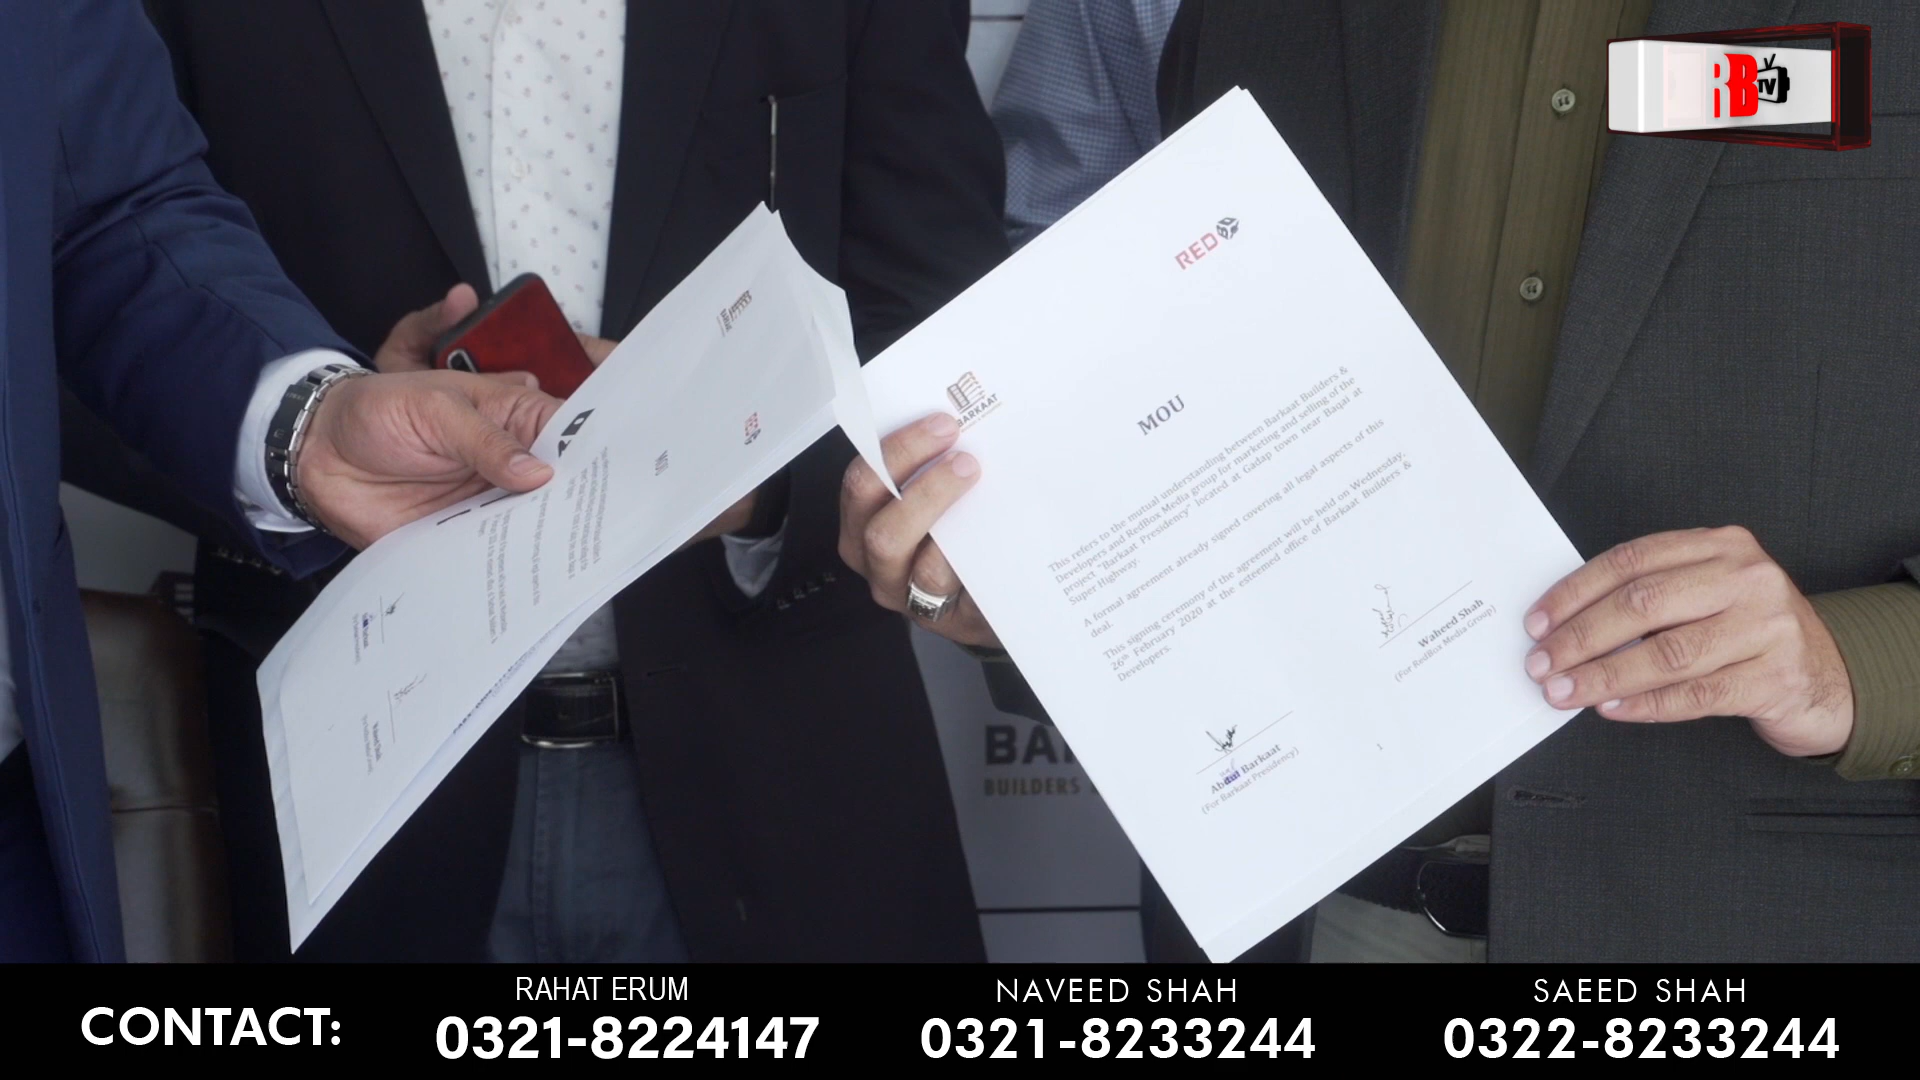 RBTV
RED
BARKAAT
MOU
This refers to the mutual understanding between Barkaat Builders &
Developers and RedBox Media group for marketing and selling of the
project "Barkaat Presidency" located at Gadap town near Baqai at
Super Highway.
A formal agreement already signed covering all legal aspects of this
deal.
This signing ceremony of the agreement will be held on Wednesday,
26th February 2020 at the esteemed office of Barkaat Builders &
Developers.
Waheed Shah
(For RedBox Media Group)
Abdul Barkaat
(For Barkaat Presidency)
1
MOU
BUILDERS
CONTACT:
RAHAT ERUM
0321-8224147
NAVEED SHAH
0321-8233244
SAEED SHAH
0322-8233244